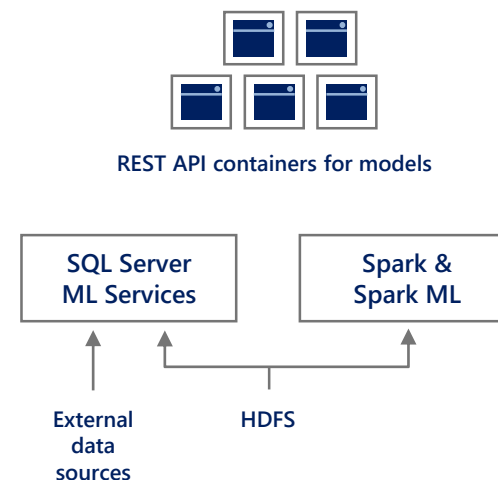 REST API containers for models
SQL Server
ML Services
Spark &
Spark ML
External
data
sources
HDFS